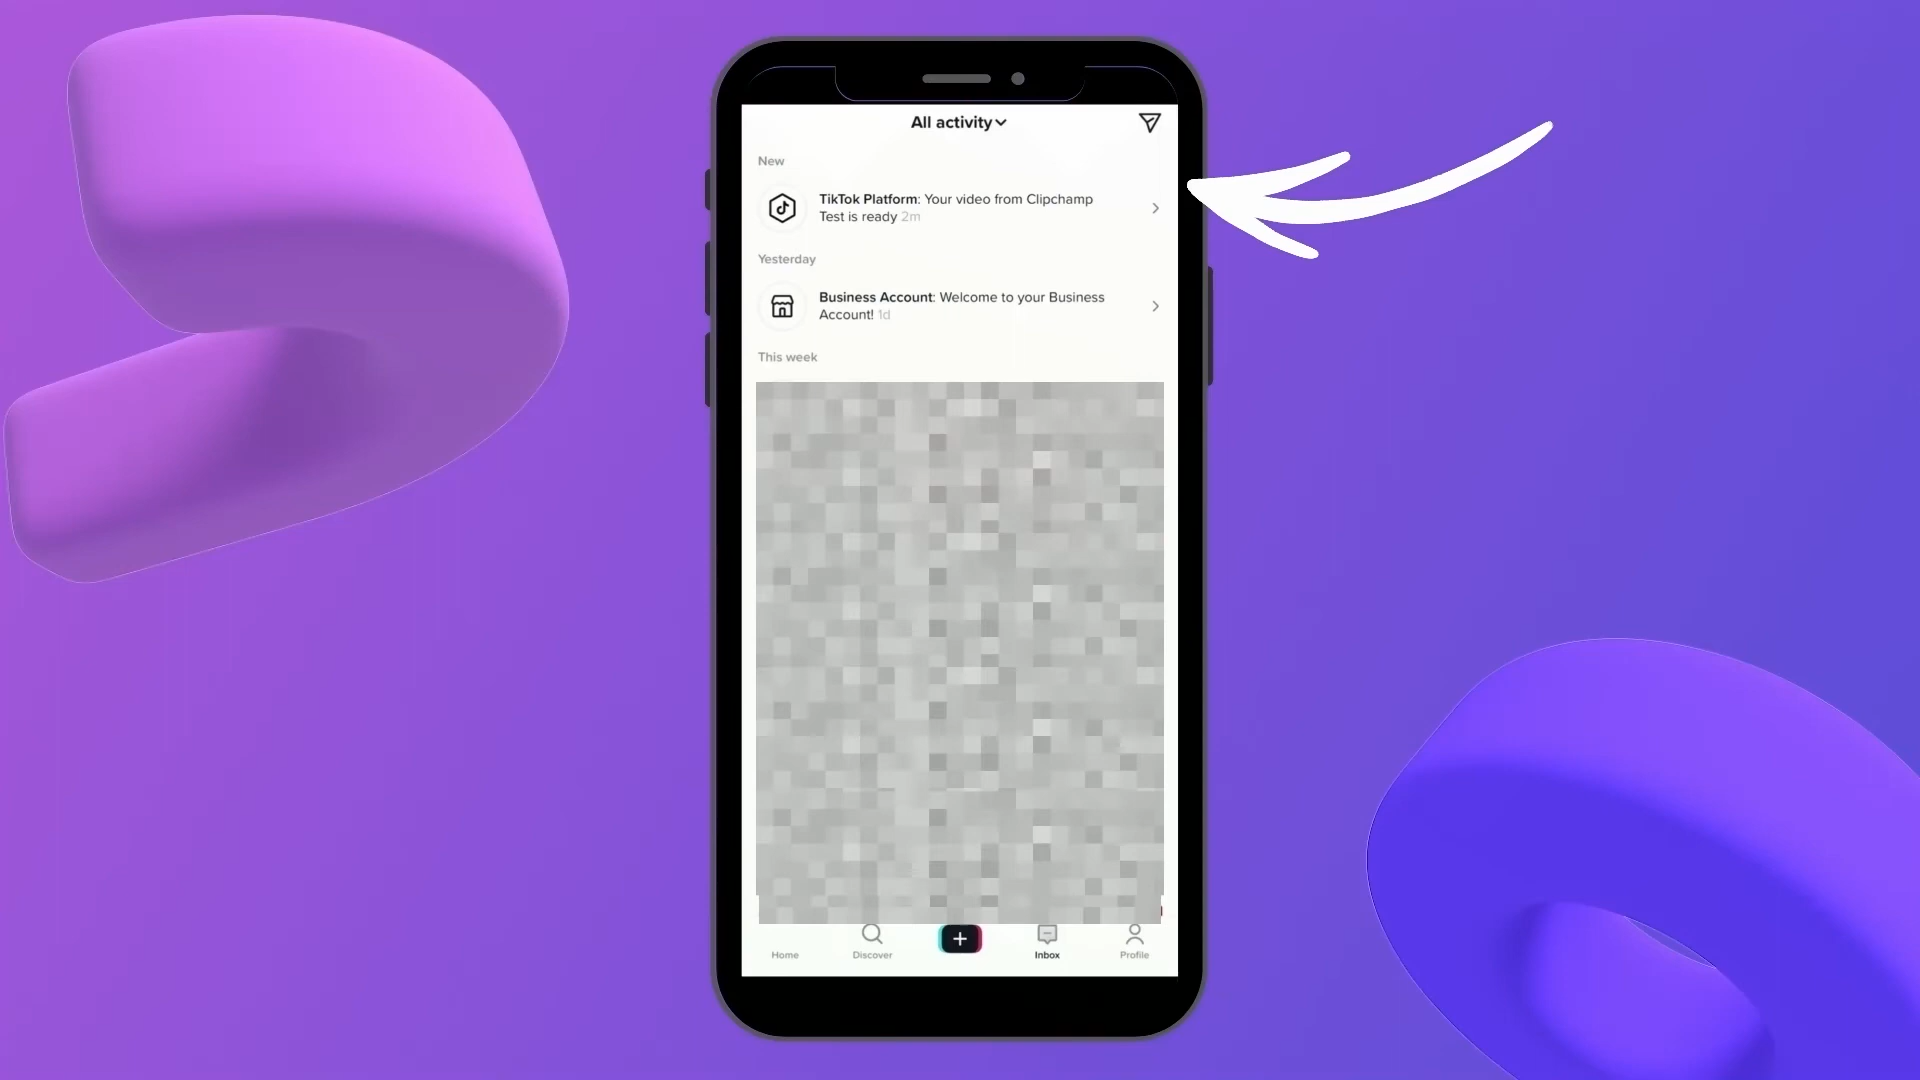 All activity
New
TikTok Platform: Your video from Clipchamp
Test is ready 2m
Yesterday
Business Account: Welcome to your Business
Account! 1d
This week
Home
Discover
Inbox
Profile